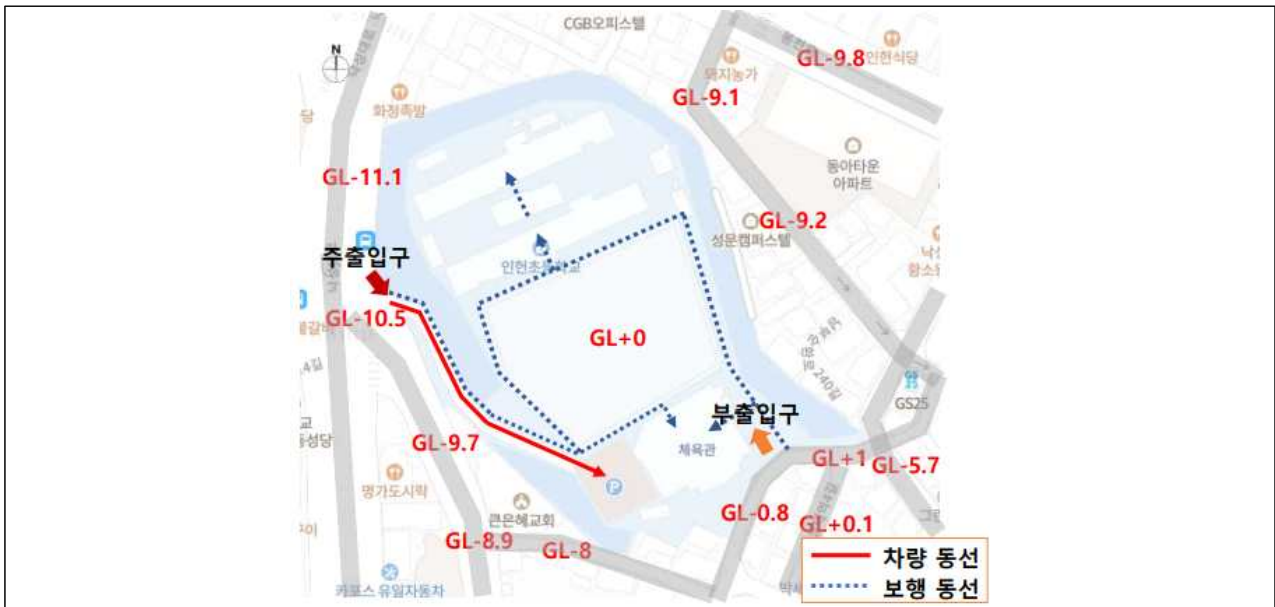 CGB오피스텔
N
GL-9.8
인헌식당
돼지농가
GL-9.1
화정족발
당
동아타운
아파트
GL-11.1
GL-9.2
성문캠퍼스텔
주출입구
인헌초등학교
GL-10.5
GL+0
GS25
부출입구
체육관
GL-9.7
GL+1
GL-5.7
P
명가도시락
큰은혜교회
GL-0.8
GL+0.1
GL-8.9
GL-8
차량 동선
보행 동선
카포스 유일자동차